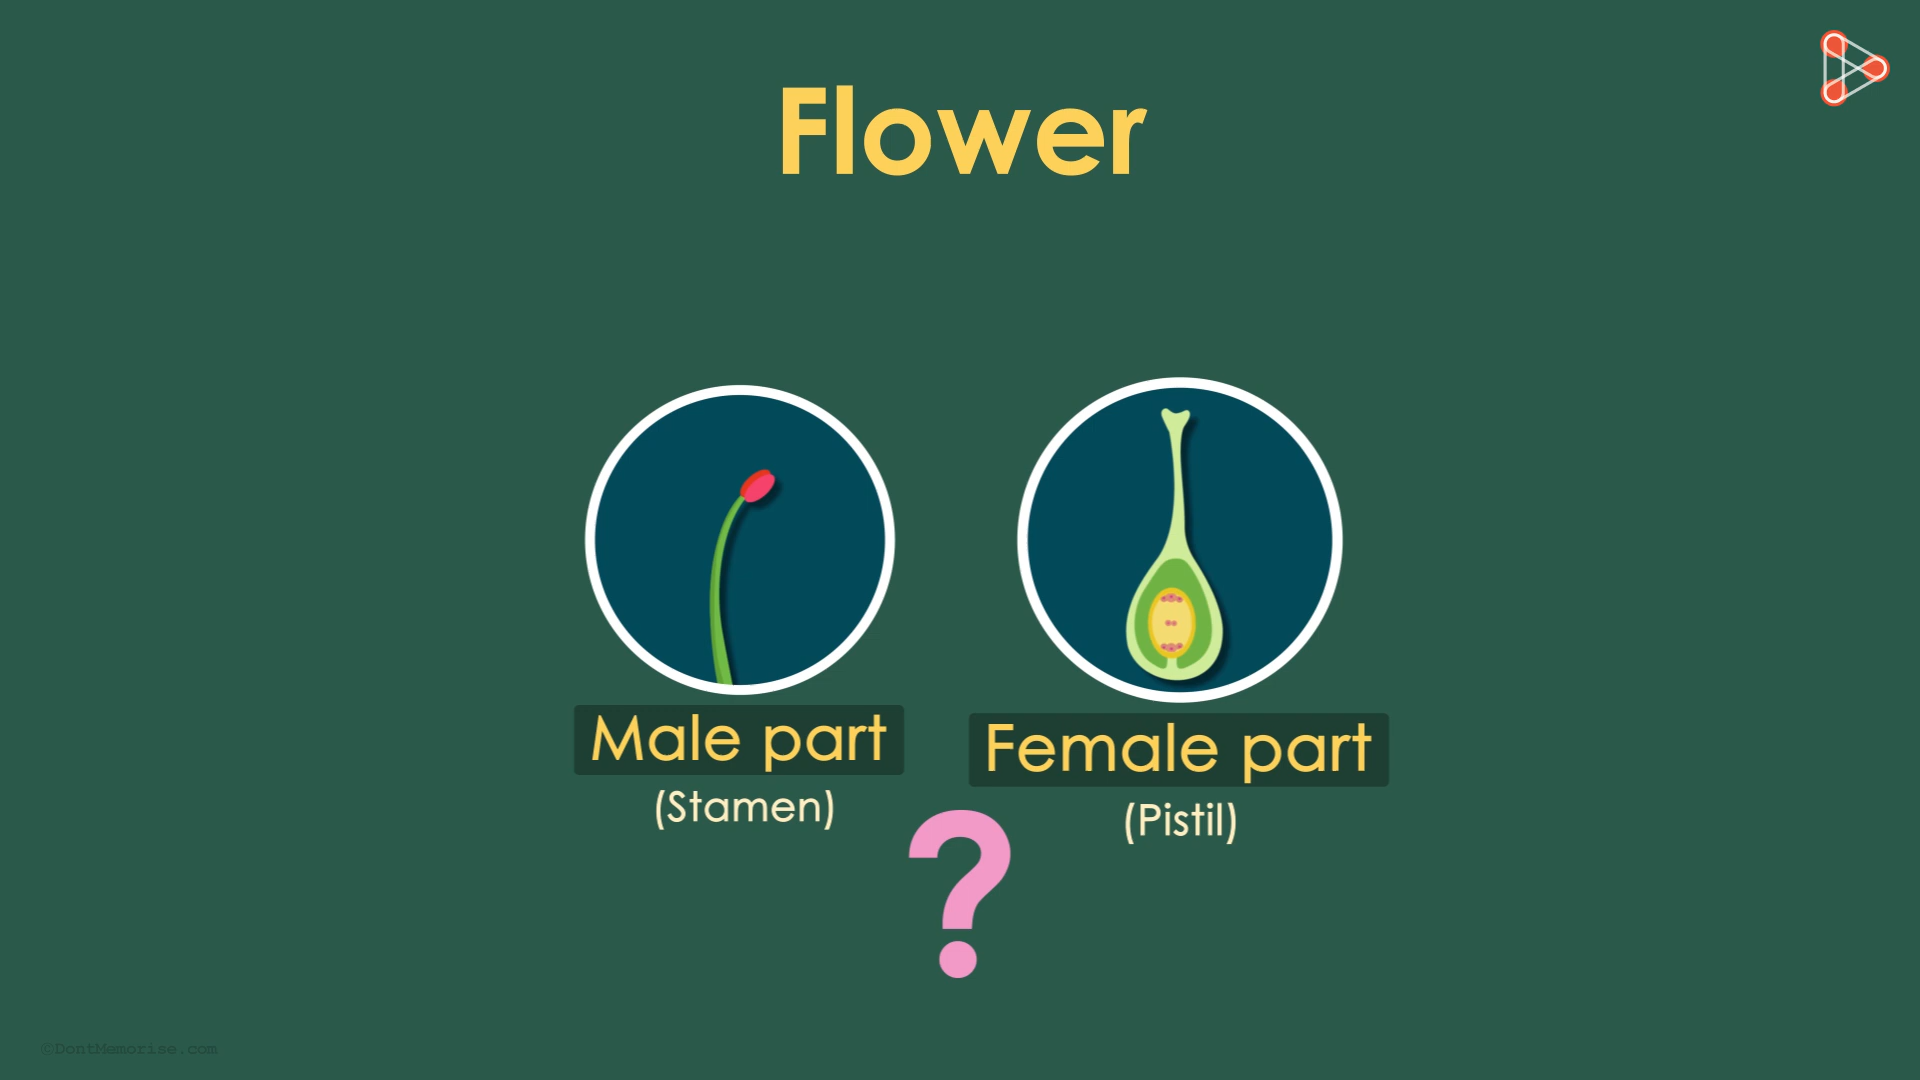 Flower
Male part
(Stamen)
Female part
(Pistil)
?
©DontMemorise.com